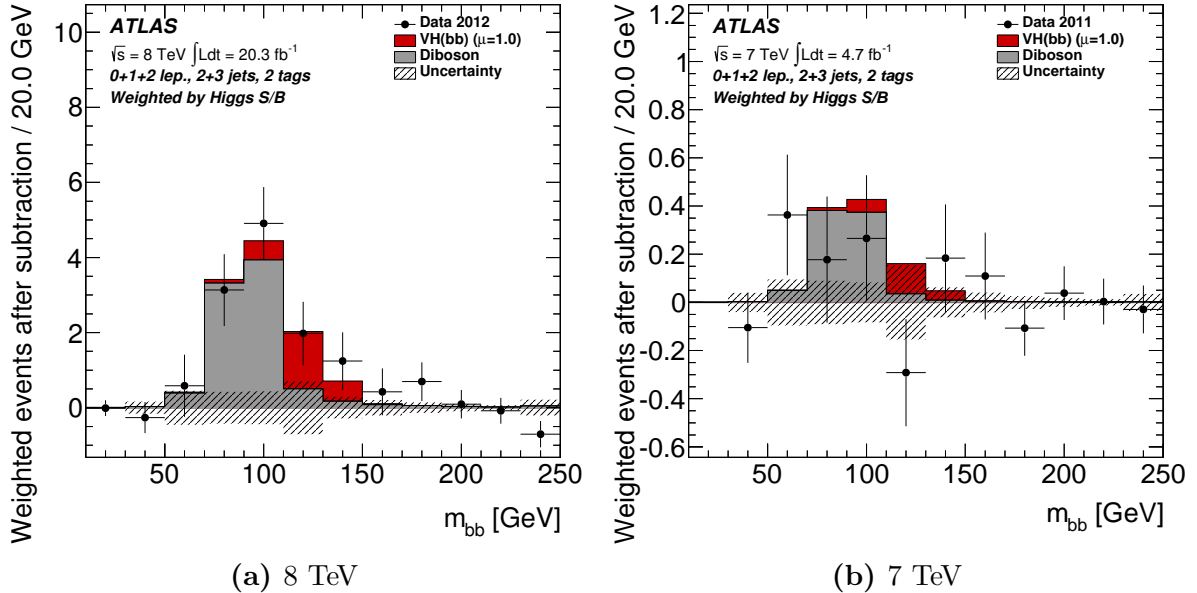 Weighted events after subtraction / 20.0 GeV
10
8
6
4
2
0
ATLAS
√s = 8 TeV ∫Ldt = 20.3 fb⁻¹
0+1+2 lep., 2+3 jets, 2 tags
Weighted by Higgs S/B
Data 2012
VH(bb) (μ=1.0)
Diboson
Uncertainty
50 100 150 200 250
m_bb [GeV]
(a) 8 TeV
Weighted events after subtraction / 20.0 GeV
1.2
1
0.8
0.6
0.4
0.2
0
-0.2
-0.4
-0.6
ATLAS
√s = 7 TeV ∫Ldt = 4.7 fb⁻¹
0+1+2 lep., 2+3 jets, 2 tags
Weighted by Higgs S/B
Data 2011
VH(bb) (μ=1.0)
Diboson
Uncertainty
50 100 150 200 250
m_bb [GeV]
(b) 7 TeV